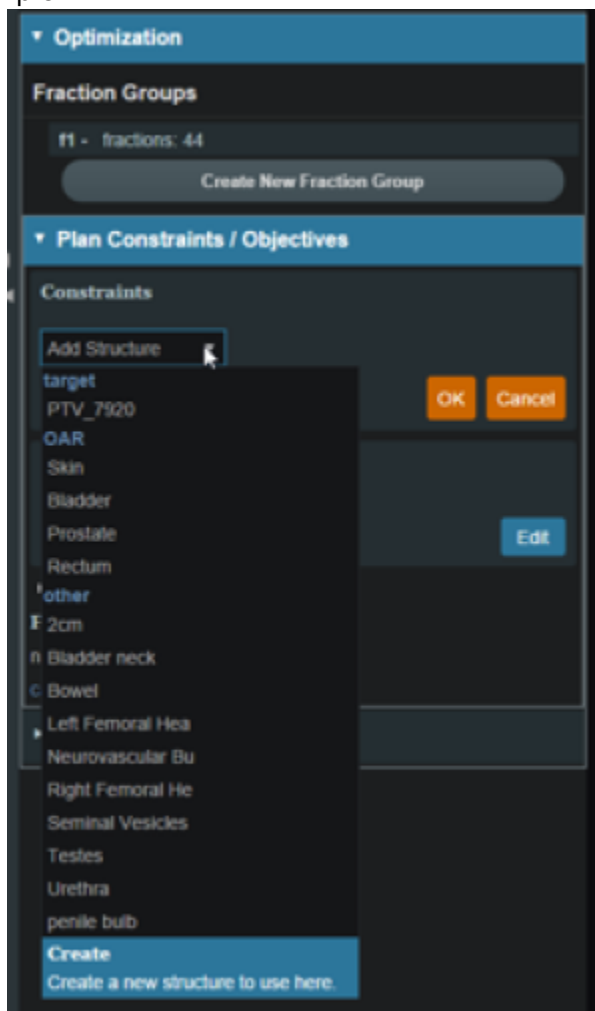 Optimization
Fraction Groups
f1 - fractions: 44
Create New Fraction Group
Plan Constraints / Objectives
Constraints
Add Structure
target
PTV_7920
OK Cancel
OAR
Skin
Bladder
Prostate
Edit
Rectum
other
2cm
Bladder neck
Bowel
Left Femoral Hea
Neurovascular Bu
Right Femoral He
Seminal Vesicles
Testes
Urethra
penile bulb
Create
Create a new structure to use here.